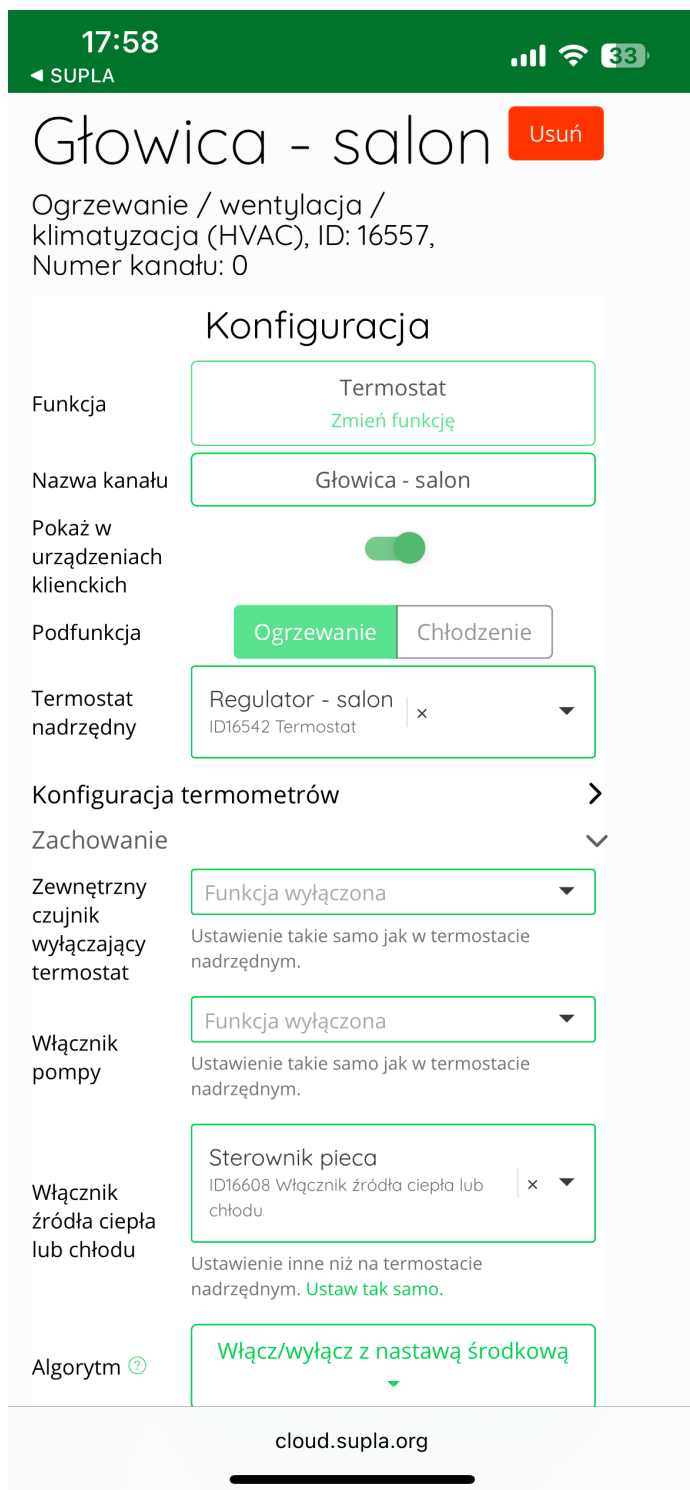 17:58
33
◀ SUPLA
Głowica - salon
Usuń
Ogrzewanie / wentylacja /
klimatyzacja (HVAC), ID: 16557,
Numer kanału: 0
Konfiguracja
Funkcja
Termostat
Zmień funkcję
Nazwa kanału
Głowica - salon
Pokaż w
urządzeniach
klienckich
Podfunkcja
Ogrzewanie
Chłodzenie
Termostat
nadrzędny
Regulator - salon
ID16542 Termostat
×
Konfiguracja termometrów
Zachowanie
Zewnętrzny
czujnik
wyłączający
termostat
Funkcja wyłączona
Ustawienie takie samo jak w termostacie
nadrzędnym.
Włącznik
pompy
Funkcja wyłączona
Ustawienie takie samo jak w termostacie
nadrzędnym.
Włącznik
źródła ciepła
lub chłodu
Sterownik pieca
ID16608 Włącznik źródła ciepła lub
chłodu
×
Ustawienie inne niż na termostacie
nadrzędnym. Ustaw tak samo.
Algorytm ?
Włącz/wyłącz z nastawą środkową
cloud.supla.org